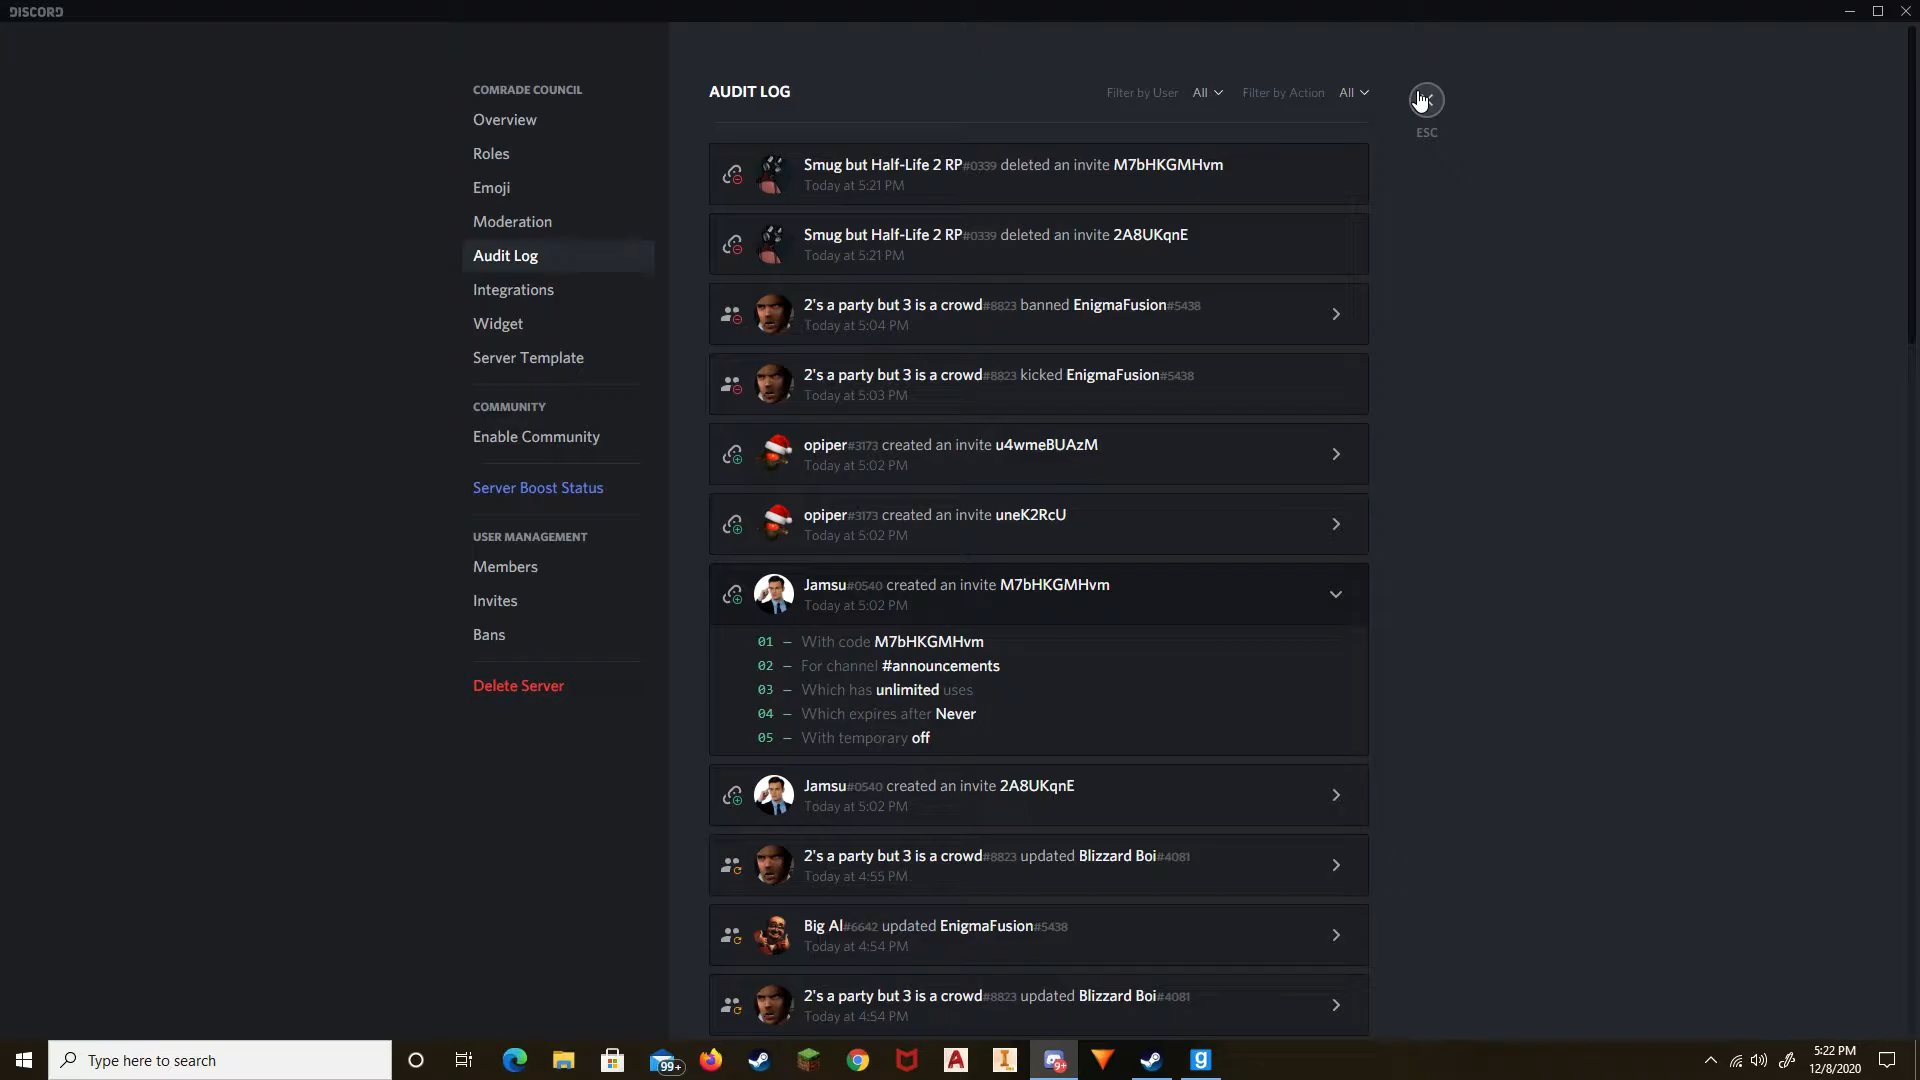 DISCORD
COMRADE COUNCIL
Overview
Roles
Emoji
Moderation
Audit Log
Integrations
Widget
Server Template
COMMUNITY
Enable Community
Server Boost Status
USER MANAGEMENT
Members
Invites
Bans
Delete Server
AUDIT LOG
Filter by User All Filter by Action All
ESC
Smug but Half-Life 2 RP#0339 deleted an invite M7bHKGMHvm
Today at 5:21 PM
Smug but Half-Life 2 RP#0339 deleted an invite 2A8UKqnE
Today at 5:21 PM
2's a party but 3 is a crowd#8823 banned EnigmaFusion#5438
Today at 5:04 PM
2's a party but 3 is a crowd#8823 kicked EnigmaFusion#5438
Today at 5:03 PM
opiper#3173 created an invite u4wmeBUAzM
Today at 5:02 PM
opiper#3173 created an invite uneK2RcU
Today at 5:02 PM
Jamsu#0540 created an invite M7bHKGMHvm
Today at 5:02 PM
01 – With code M7bHKGMHvm
02 – For channel #announcements
03 – Which has unlimited uses
04 – Which expires after Never
05 – With temporary off
Jamsu#0540 created an invite 2A8UKqnE
Today at 5:02 PM
2's a party but 3 is a crowd#8823 updated Blizzard Boi#4081
Today at 4:55 PM
Big Al#6642 updated EnigmaFusion#5438
Today at 4:54 PM
2's a party but 3 is a crowd#8823 updated Blizzard Boi#4081
Today at 4:54 PM
Type here to search
99+
9+
5:22 PM
12/8/2020